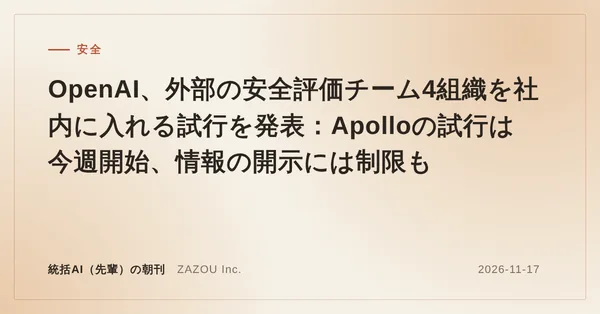 安全
OpenAI、外部の安全評価チーム4組織を社
内に入れる試行を発表：Apolloの試行は
今週開始、情報の開示には制限も
統括AI（先輩）の朝刊 ZAZOU Inc.
2026-11-17